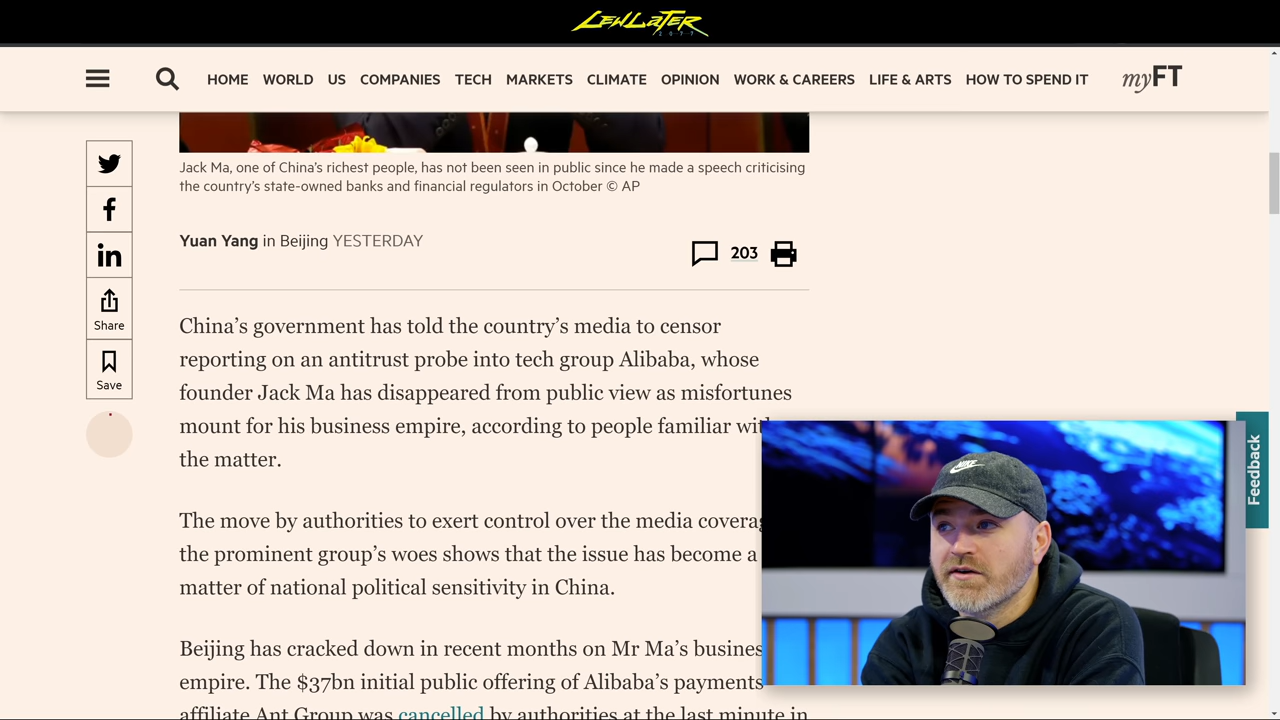 LEWLATER
2077
HOME WORLD US COMPANIES TECH MARKETS CLIMATE OPINION WORK & CAREERS LIFE & ARTS HOW TO SPEND IT myFT
Jack Ma, one of China’s richest people, has not been seen in public since he made a speech criticising
the country’s state-owned banks and financial regulators in October © AP
Yuan Yang in Beijing YESTERDAY
203
Share
Save
China’s government has told the country’s media to censor
reporting on an antitrust probe into tech group Alibaba, whose
founder Jack Ma has disappeared from public view as misfortunes
mount for his business empire, according to people familiar
the matter.
The move by authorities to exert control over the media
the prominent group’s woes shows that the issue has become a
matter of national political sensitivity in China.
Beijing has cracked down in recent months on Mr Ma’s
empire. The $37bn initial public offering of Alibaba’s payments
affiliate Ant Group was cancelled by authorities at the last minute in
Feedback
NIKE